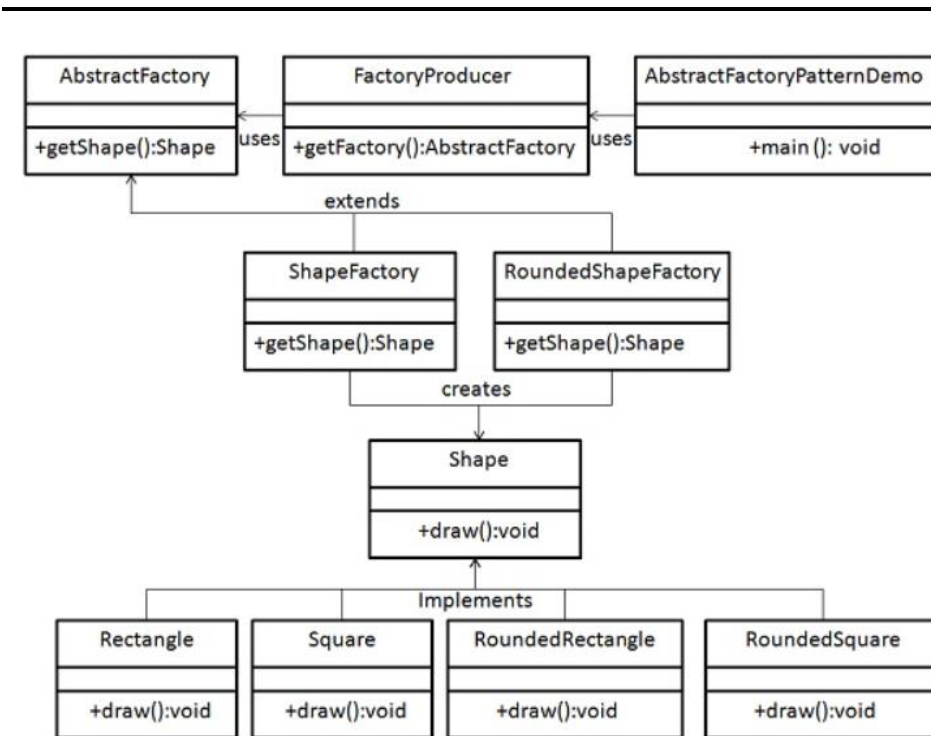 AbstractFactory
+getShape():Shape
uses
FactoryProducer
+getFactory():AbstractFactory
uses
AbstractFactoryPatternDemo
+main (): void
extends
ShapeFactory
+getShape():Shape
RoundedShapeFactory
+getShape():Shape
creates
Shape
+draw():void
Implements
Rectangle
+draw():void
Square
+draw():void
RoundedRectangle
+draw():void
RoundedSquare
+draw():void